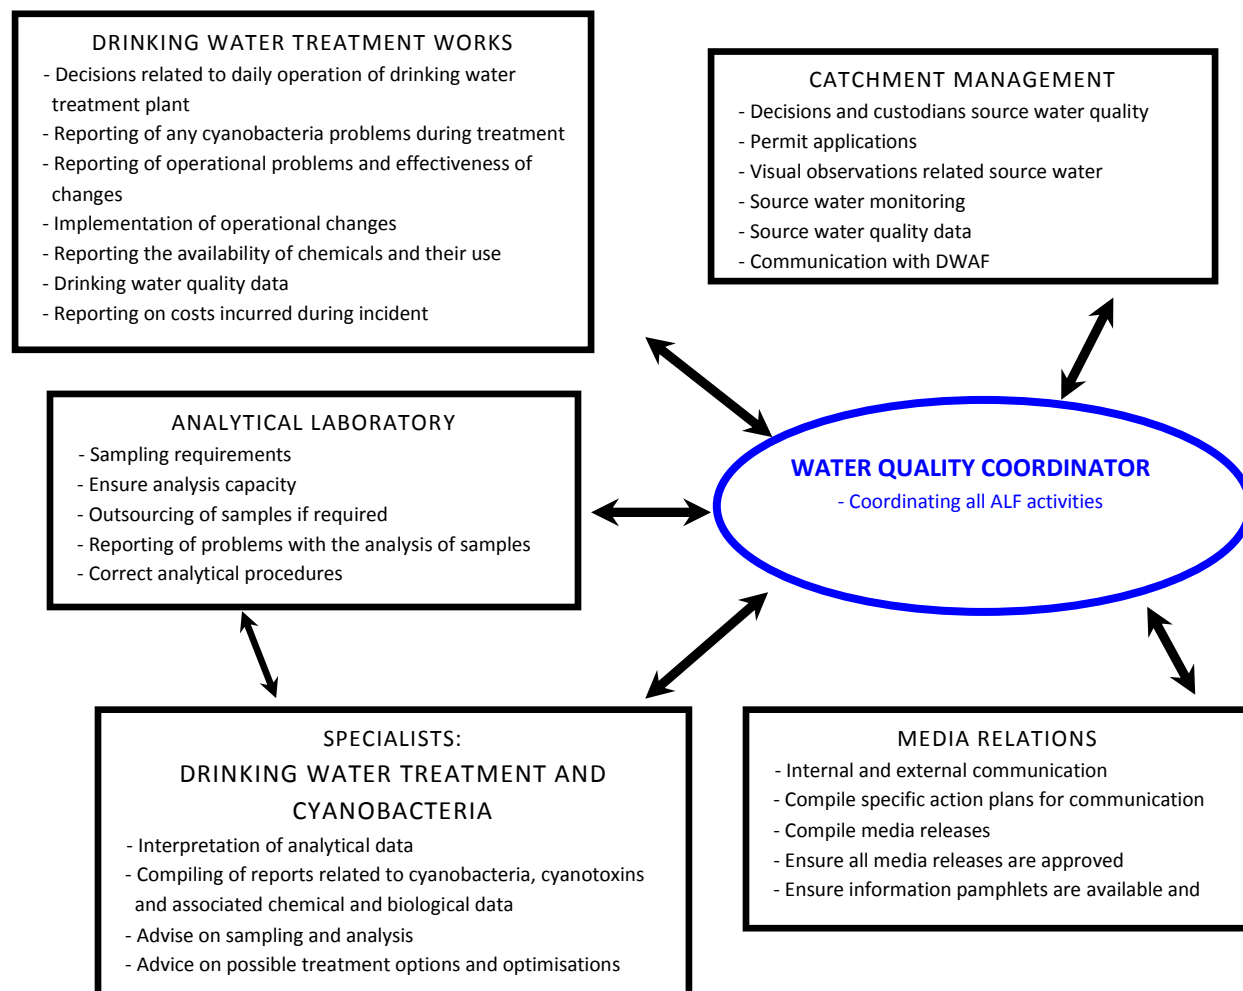 DRINKING WATER TREATMENT WORKS
- Decisions related to daily operation of drinking water
treatment plant
- Reporting of any cyanobacteria problems during treatment
- Reporting of operational problems and effectiveness of
changes
- Implementation of operational changes
- Reporting the availability of chemicals and their use
- Drinking water quality data
- Reporting on costs incurred during incident
CATCHMENT MANAGEMENT
- Decisions and custodians source water quality
- Permit applications
- Visual observations related source water
- Source water monitoring
- Source water quality data
- Communication with DWAF
ANALYTICAL LABORATORY
- Sampling requirements
- Ensure analysis capacity
- Outsourcing of samples if required
- Reporting of problems with the analysis of samples
- Correct analytical procedures
WATER QUALITY COORDINATOR
- Coordinating all ALF activities
SPECIALISTS:
DRINKING WATER TREATMENT AND
CYANOBACTERIA
- Interpretation of analytical data
- Compiling of reports related to cyanobacteria, cyanotoxins
and associated chemical and biological data
- Advise on sampling and analysis
- Advice on possible treatment options and optimisations
MEDIA RELATIONS
- Internal and external communication
- Compile specific action plans for communication
- Compile media releases
- Ensure all media releases are approved
- Ensure information pamphlets are available and